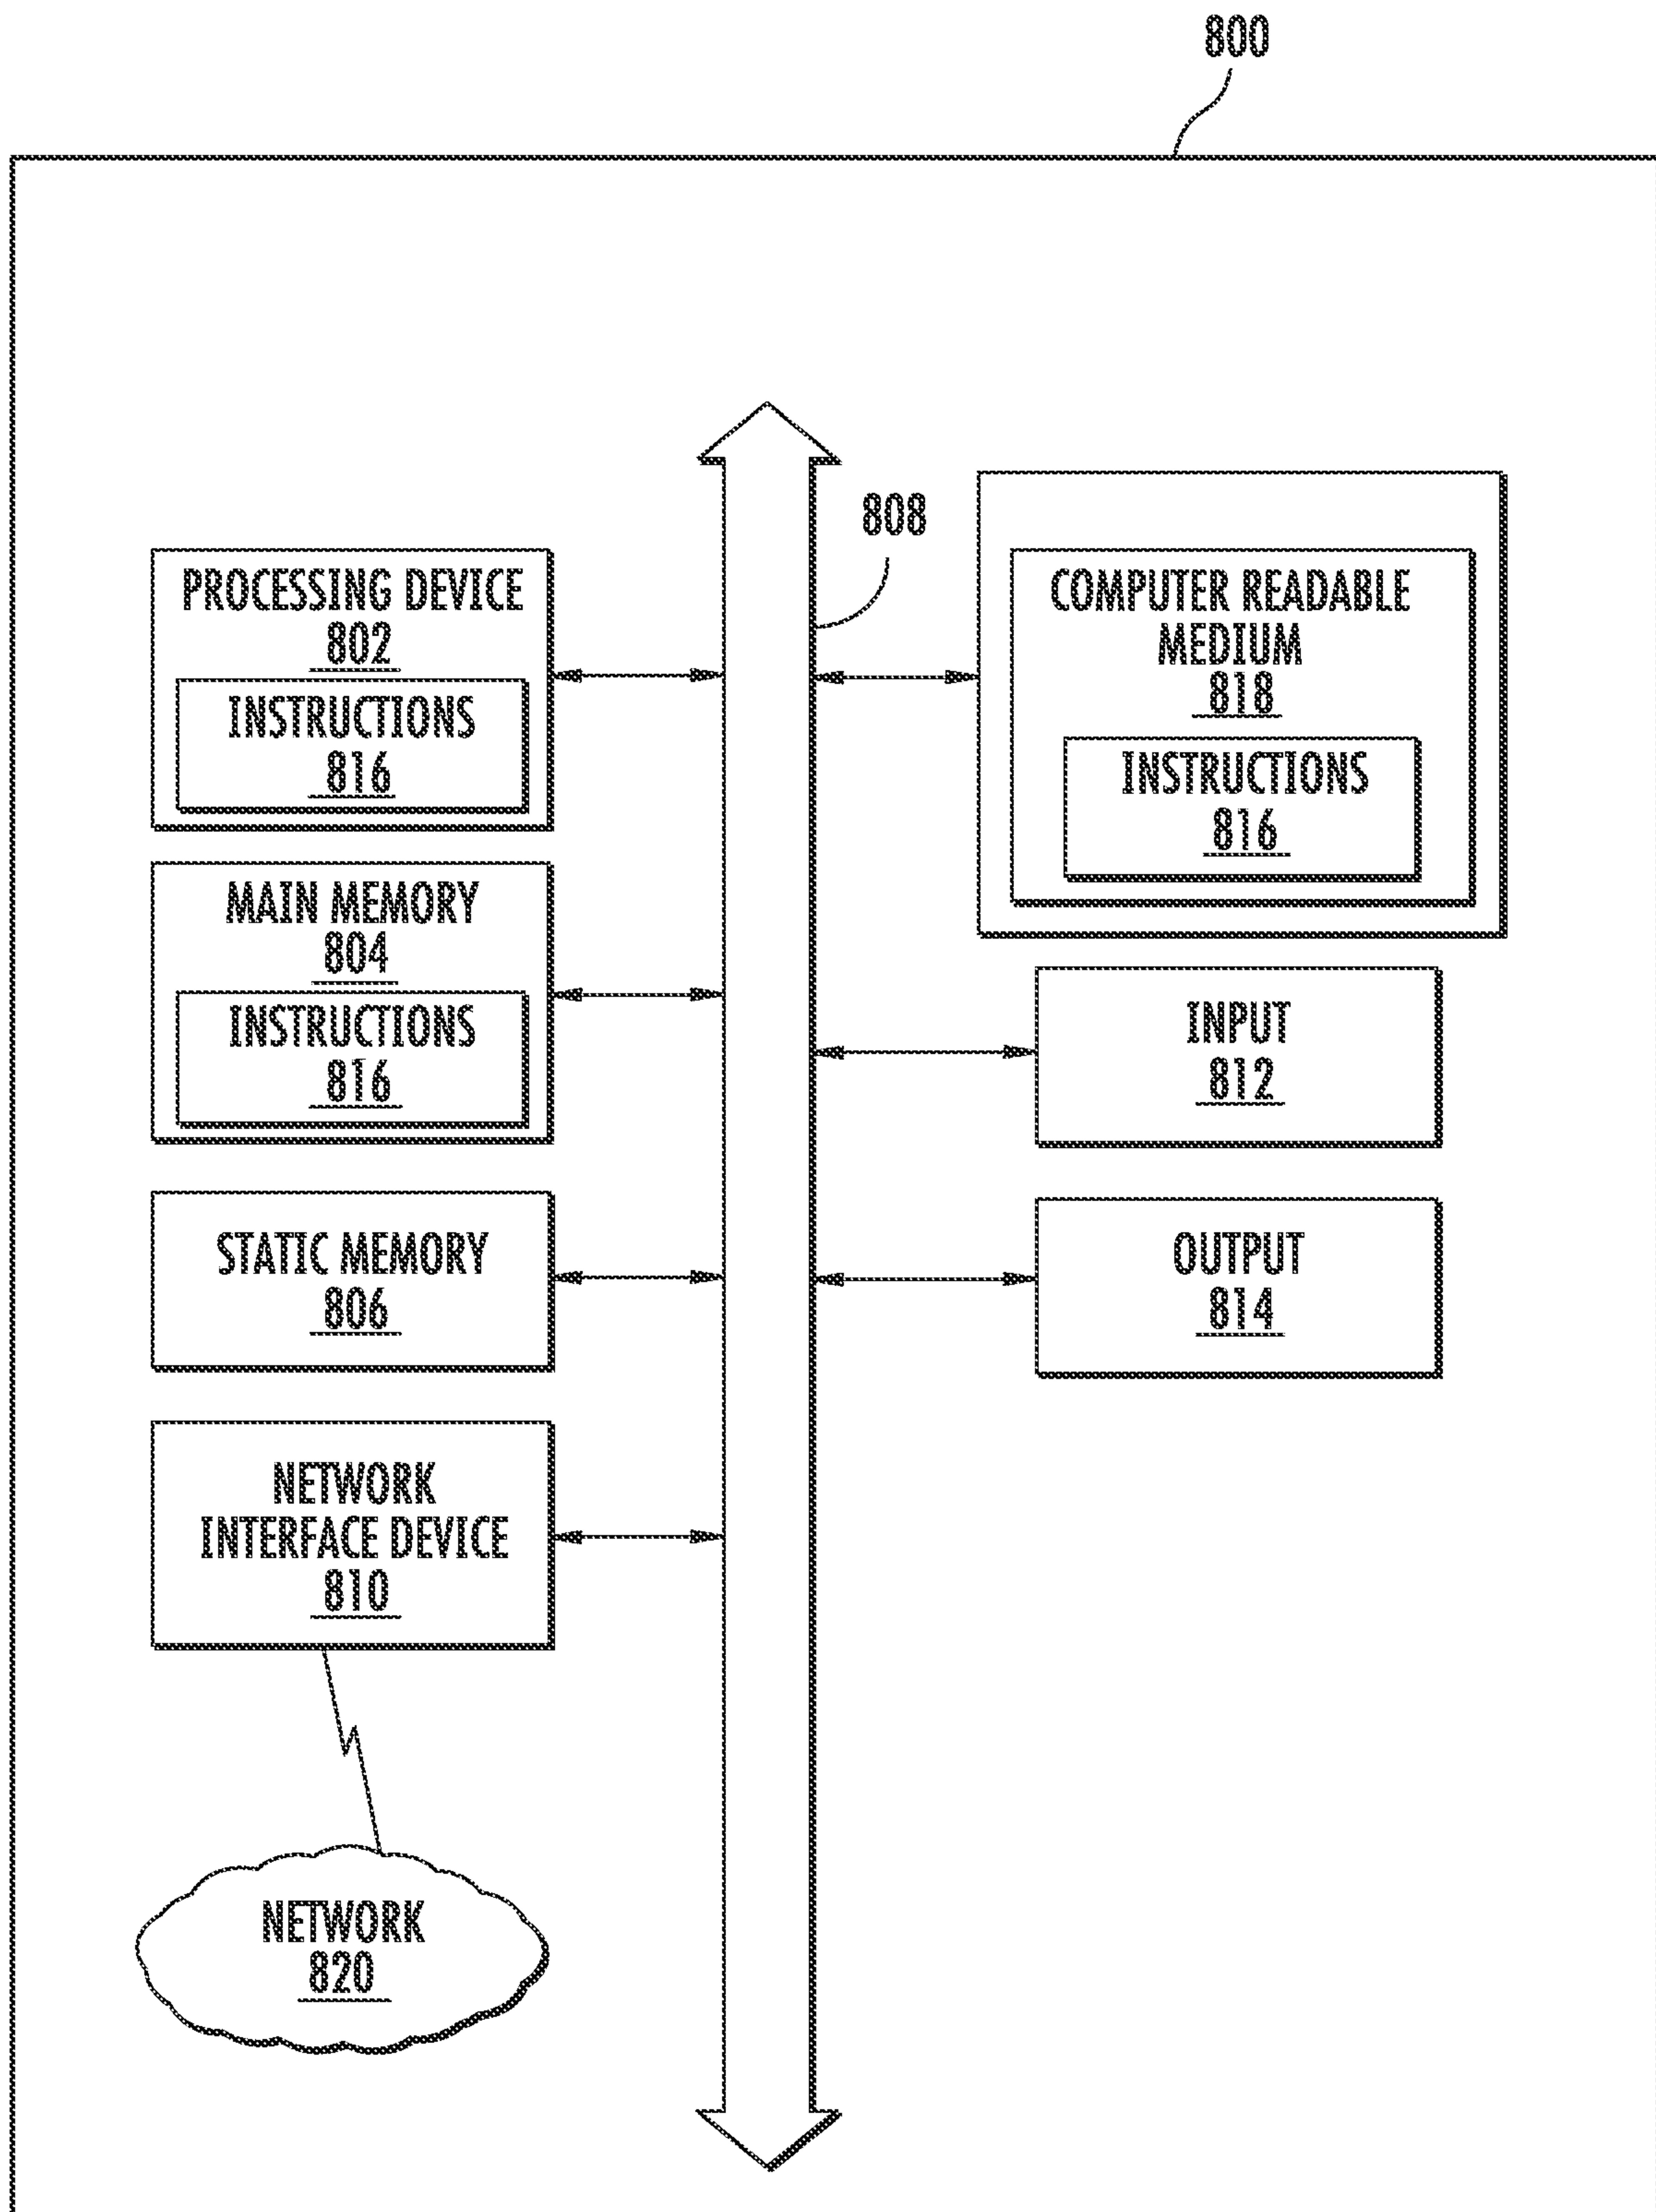 800
808
PROCESSING DEVICE
802
INSTRUCTIONS
816
MAIN MEMORY
804
INSTRUCTIONS
816
STATIC MEMORY
806
NETWORK
INTERFACE DEVICE
810
NETWORK
820
COMPUTER READABLE
MEDIUM
818
INSTRUCTIONS
816
INPUT
812
OUTPUT
814